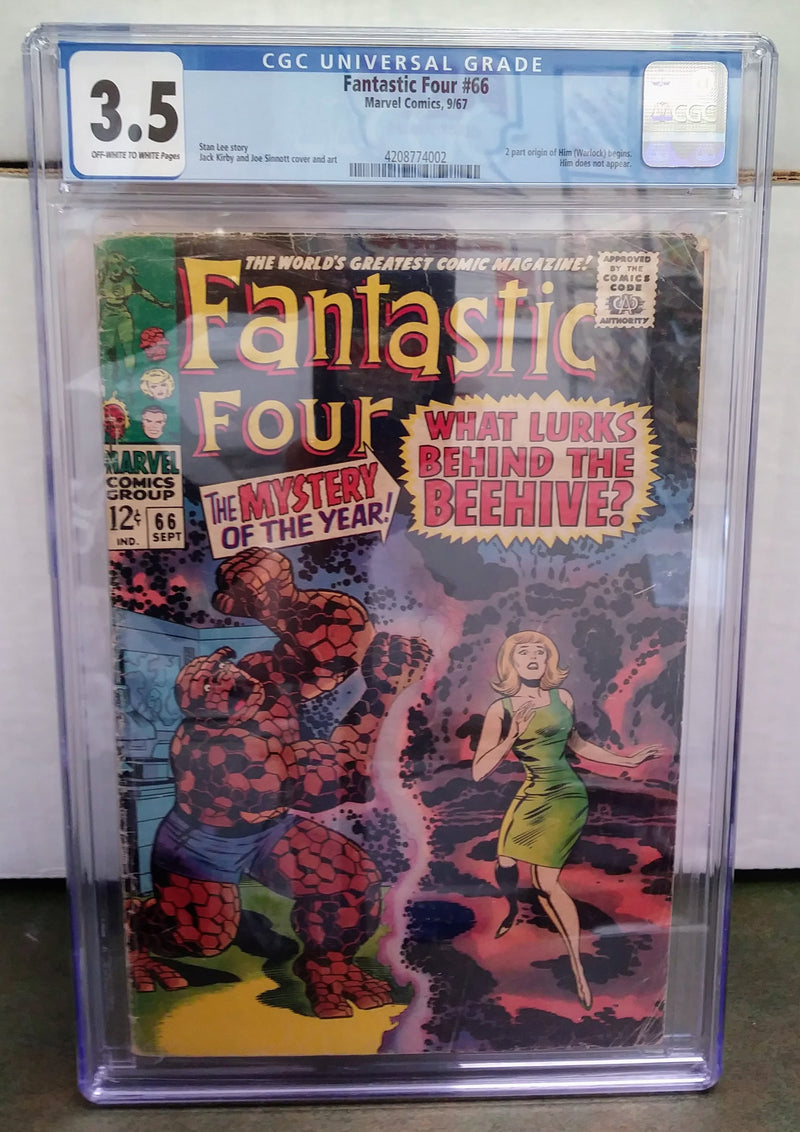 CGC UNIVERSAL GRADE
Fantastic Four #66
Marvel Comics, 9/67
3.5
OFF-WHITE TO WHITE Pages
Stan Lee story
Jack Kirby and Joe Sinnott cover and art
4208774002
2 part origin of Him (Warlock) begins.
Him does not appear.
CGC
THE WORLD'S GREATEST COMIC MAGAZINE!
Fantastic
Four
APPROVED
BY THE
COMICS
CODE
CA
AUTHORITY
MARVEL
COMICS
GROUP
12¢
IND.
66
SEPT
THE MYSTERY
OF THE YEAR!
WHAT LURKS
BEHIND THE
BEEHIVE?